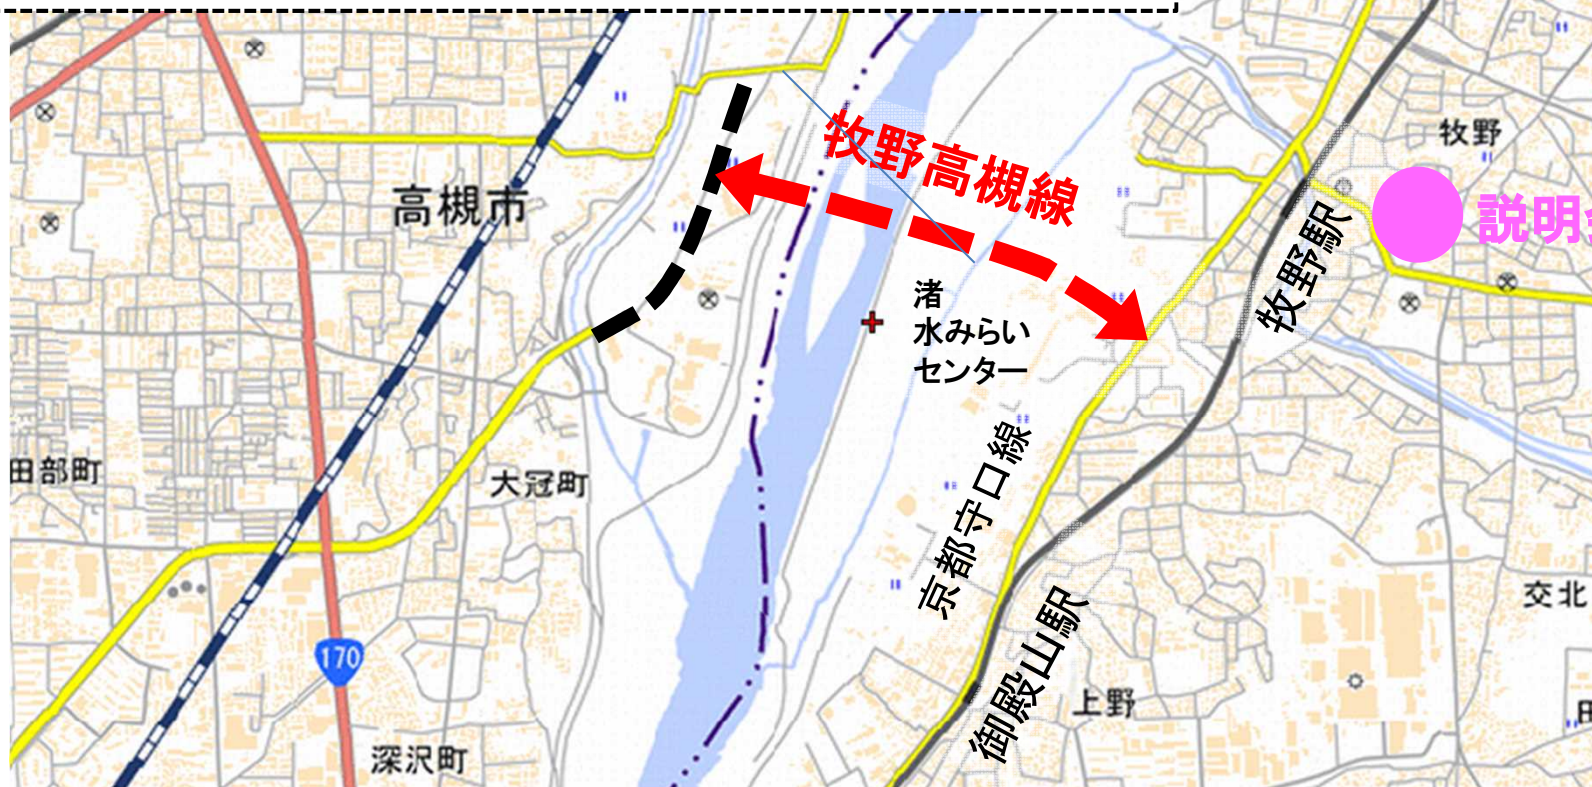 牧野高槻線
牧野
高槻市
説明
牧野駅
渚
水みらい
センター
京都守口線
田部町
大冠町
170
御殿山駅
交北
上野
深沢町